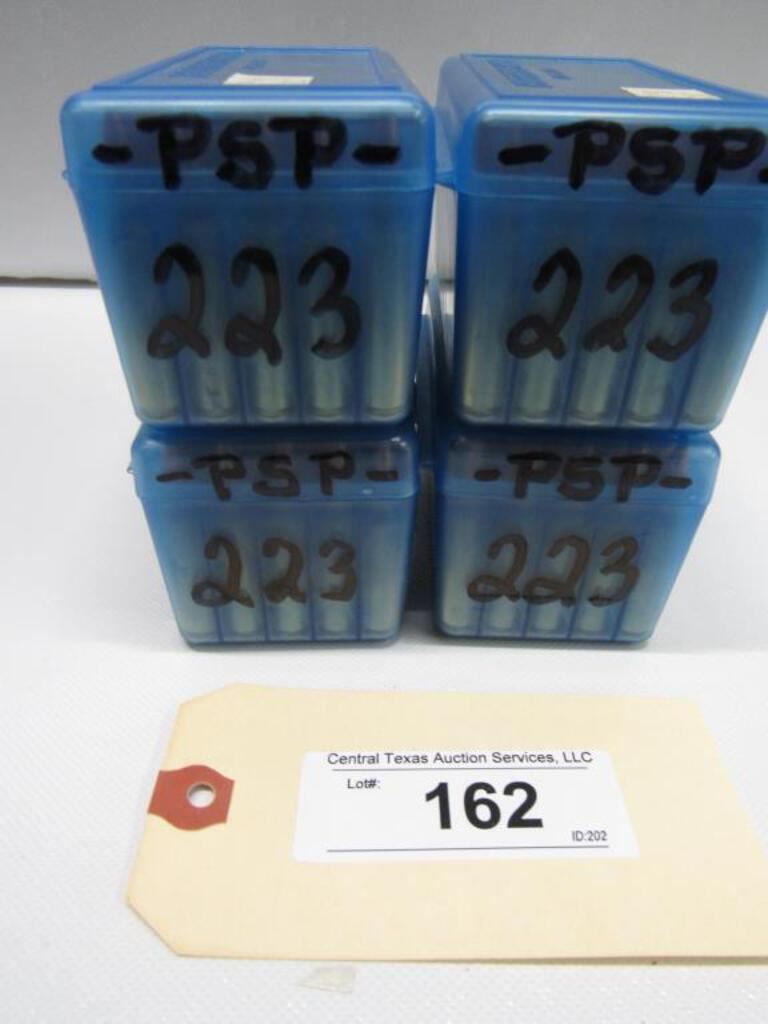 -PSP-
223
-PSP-
223
-PSP-
223
-PSP-
223
Central Texas Auction Services, LLC
Lot#:
162
ID:202